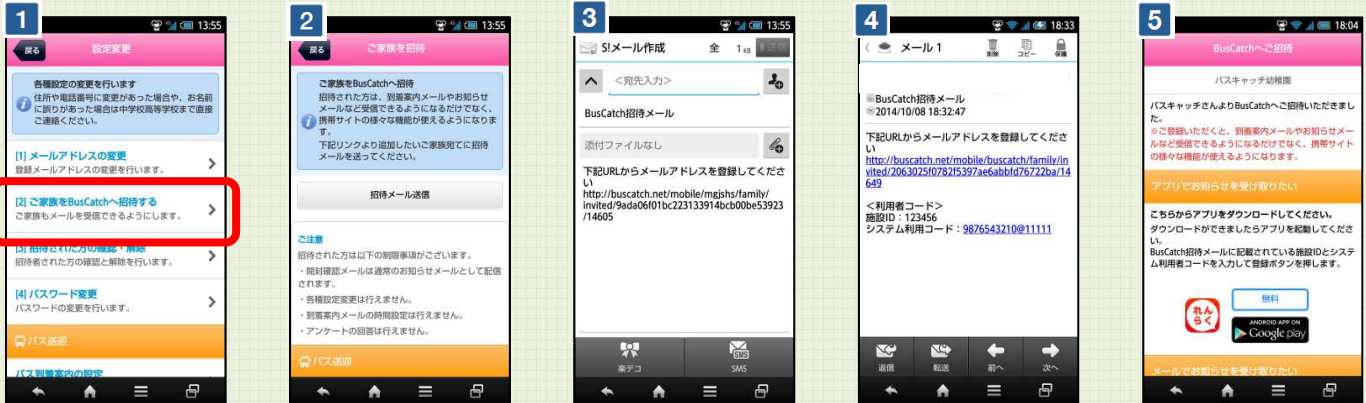 1
13:55
戻る
設定変更
各種設定の変更を行います
住所や電話番号に変更があった場合や、お名前
に誤りがあった場合は中学校高等学校まで直接
ご連絡ください。
[1] メールアドレスの変更
登録メールアドレスの変更を行います。
[2] ご家族をBusCatchへ招待する
ご家族もメールを受信できるようにします。
[3] 招待された方の確認・解除
招待者された方の確認と解除を行います。
[4] パスワード変更
パスワードの変更を行います。
バス送迎
バス到着案内の設定
2
13:55
戻る
ご家族を招待
ご家族をBusCatchへ招待
招待された方は、到着案内メールやお知らせ
メールなど受信できるようになるだけでなく、
携帯サイトの様々な機能が使えるようになりま
す。
下記リンクより追加したいご家族宛てに招待
メールを送ってください。
招待メール送信
ご注意
招待された方は以下の制限事項がございます。
・開封確認メールは通常のお知らせメールとして配信
されます。
・各種設定変更は行えません。
・到着案内メールの時間設定は行えません。
・アンケートの回答は行えません。
バス送迎
3
13:55
S!メール作成
全 1 KB
送信
<宛先入力>
BusCatch招待メール
添付ファイルなし
下記URLからメールアドレスを登録してくださ
い
http://buscatch.net/mobile/mgjshs/family/
invited/9ada06f01bc223133914bcb00be53923
/14605
楽デコ
SMS
SMS
4
18:33
メール 1
削除
コピー
保護
BusCatch招待メール
2014/10/08 18:32:47
下記URLからメールアドレスを登録してくださ
い
http://buscatch.net/mobile/buscatch/family/in
vited/2063025f0782f5397ae6abbfd76722ba/14
649
<利用者コード>
施設ID：123456
システム利用コード：9876543210@11111
返信
転送
前へ
次へ
5
18:04
BusCatchへご招待
バスキャッチ幼稚園
バスキャッチさんよりBusCatchへご招待いただきまし
た。
※ご登録いただくと、到着案内メールやお知らせメー
ルなど受信できるようになるだけでなく、携帯サイト
の様々な機能が使えるようになります。
アプリでお知らせを受け取りたい
こちらからアプリをダウンロードしてください。
ダウンロードができましたらアプリを起動してくださ
い。
BusCatch招待メールに記載されている施設IDとシステ
ム利用者コードを入力して登録ボタンを押します。
れん
らく
無料
ANDROID APP ON
Google play
メールでお知らせを受け取りたい